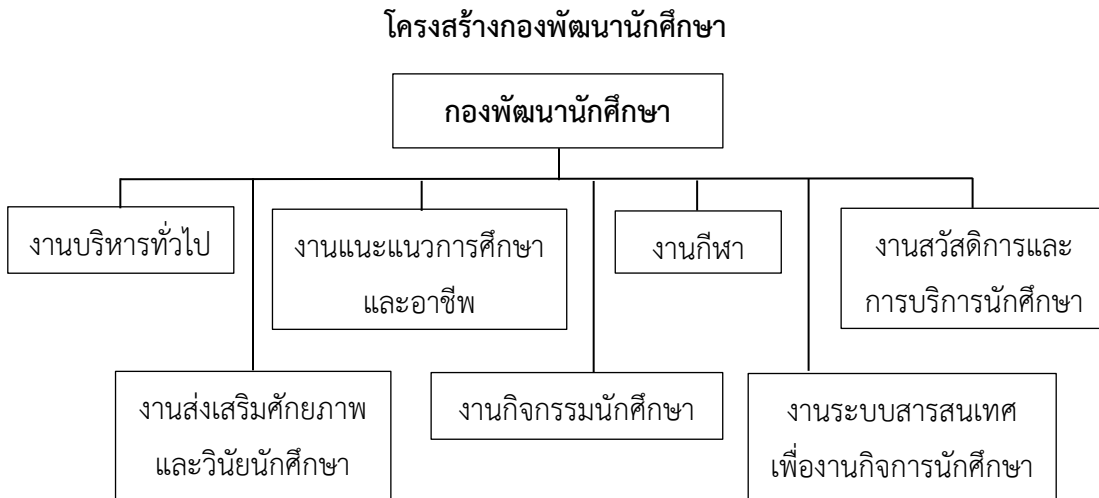 โครงสร้างกองพัฒนานักศึกษา
กองพัฒนานักศึกษา
งานบริหารทั่วไป
งานแนะแนวการศึกษา
และอาชีพ
งานกีฬา
งานสวัสดิการและ
การบริการนักศึกษา
งานส่งเสริมศักยภาพ
และวินัยนักศึกษา
งานกิจกรรมนักศึกษา
งานระบบสารสนเทศ
เพื่องานกิจการนักศึกษา